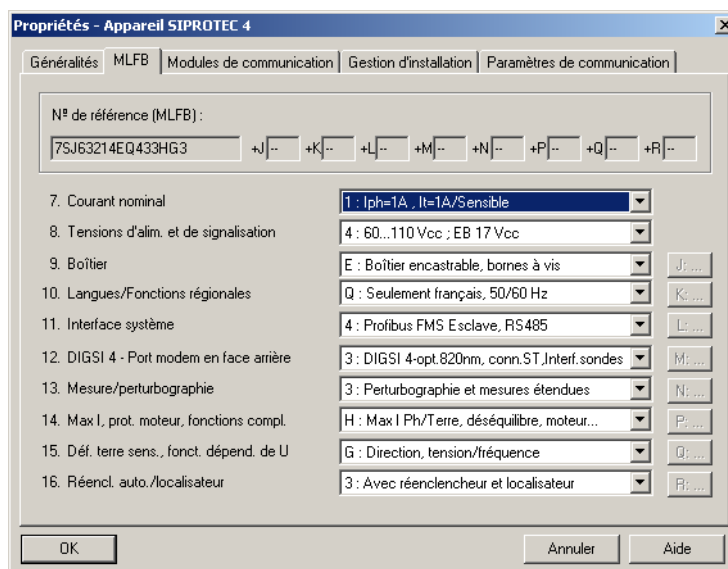 Propriétés - Appareil SIPROTEC 4
Généralités MLFB Modules de communication Gestion d'installation Paramètres de communication
Nº de référence (MLFB) :
7SJ63214EQ433HG3 +J -- +K -- +L -- +M -- +N -- +P -- +Q -- +R --
7. Courant nominal 1 : Iph=1A , It=1A/Sensible
8. Tensions d'alim. et de signalisation 4 : 60...110 Vcc ; EB 17 Vcc
9. Boîtier E : Boîtier encastrable, bornes à vis J: ...
10. Langues/Fonctions régionales Q : Seulement français, 50/60 Hz K: ...
11. Interface système 4 : Profibus FMS Esclave, RS485 L: ...
12. DIGSI 4 - Port modem en face arrière 3 : DIGSI 4-opt.820nm, conn.ST,Interf.sondes M: ...
13. Mesure/perturbographie 3 : Perturbographie et mesures étendues N: ...
14. Max I, prot. moteur, fonctions compl. H : Max I Ph/Terre, déséquilibre, moteur... P: ...
15. Déf. terre sens., fonct. dépend. de U G : Direction, tension/fréquence Q: ...
16. Réencl. auto./localisateur 3 : Avec réenclencheur et localisateur R: ...
OK Annuler Aide